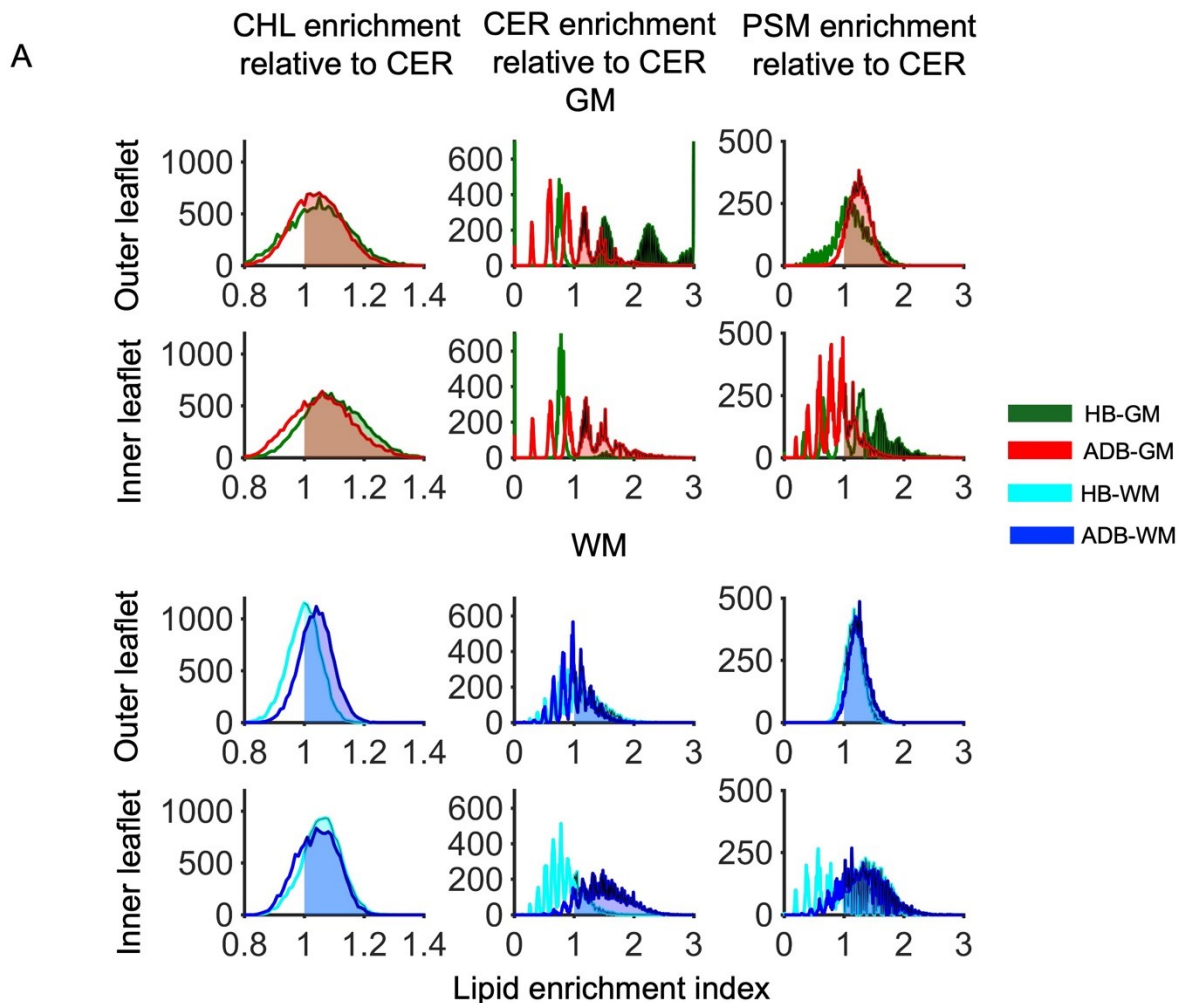 A
CHL enrichment
relative to CER
CER enrichment
relative to CER
PSM enrichment
relative to CER
GM
Outer leaflet
1000
500
0
0.8 1 1.2 1.4
600
400
200
0
0 1 2 3
500
250
0
0 1 2 3
Inner leaflet
1000
500
0
0.8 1 1.2 1.4
600
400
200
0
0 1 2 3
500
250
0
0 1 2 3
HB-GM
ADB-GM
HB-WM
ADB-WM
WM
Outer leaflet
1000
500
0
0.8 1 1.2 1.4
600
400
200
0
0 1 2 3
500
250
0
0 1 2 3
Inner leaflet
1000
500
0
0.8 1 1.2 1.4
600
400
200
0
0 1 2 3
500
250
0
0 1 2 3
Lipid enrichment index